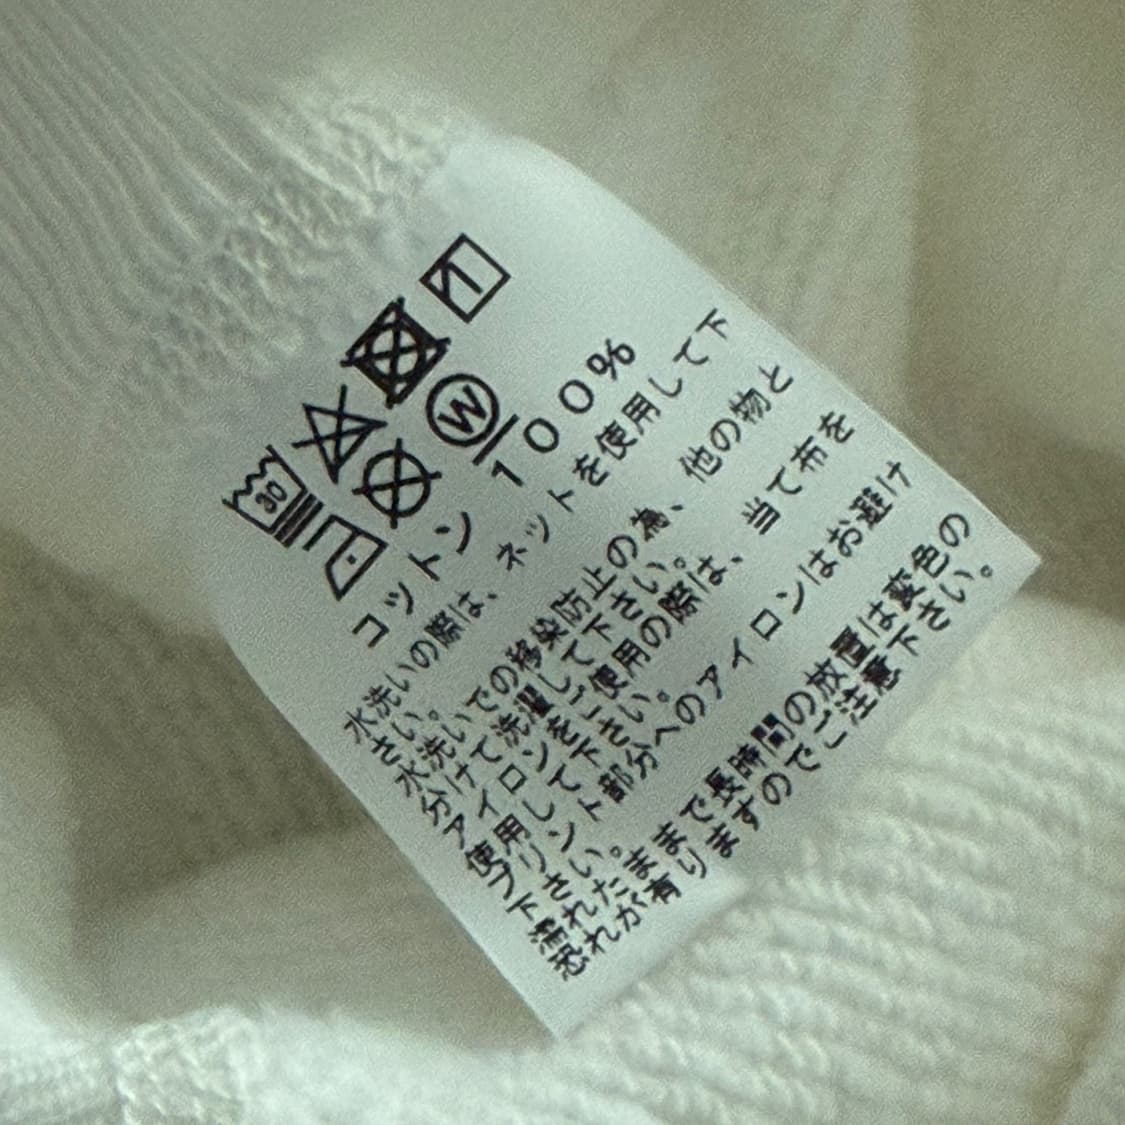 30
W
コットン 100%
水洗いの際は、ネットを使用して下
さい。
水洗いでの移染防止の為、他の物と
分けて洗濯して下さい。
アイロンをご使用の際は、当て布を
使用して下さい。
プリント部分へのアイロンはお避け
下さい。
濡れたままで長時間の放置は変色の
恐れが有りますのでご注意下さい。